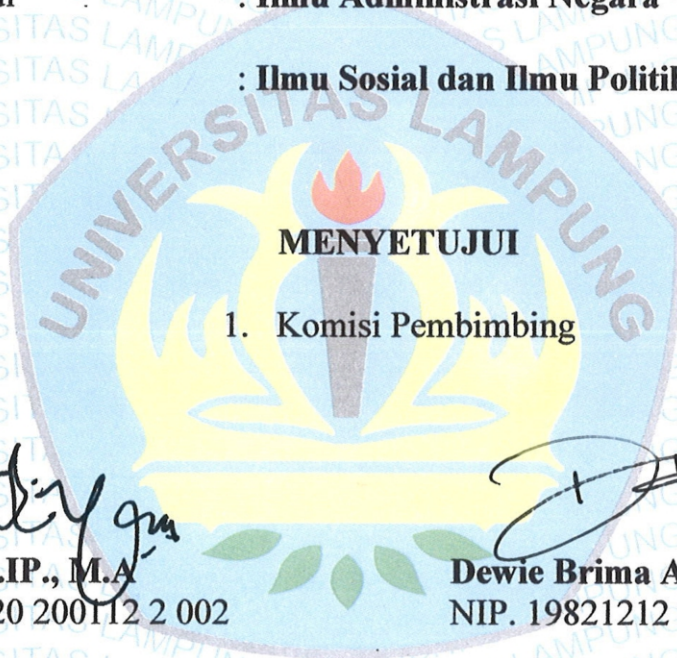 : Ilmu Administrasi Negara
: Ilmu Sosial dan Ilmu Politik
UNIVERSITAS LAMPUNG
MENYETUJUI
1. Komisi Pembimbing
.IP., M.A
Dewie Brima A
20 200112 2 002
NIP. 19821212